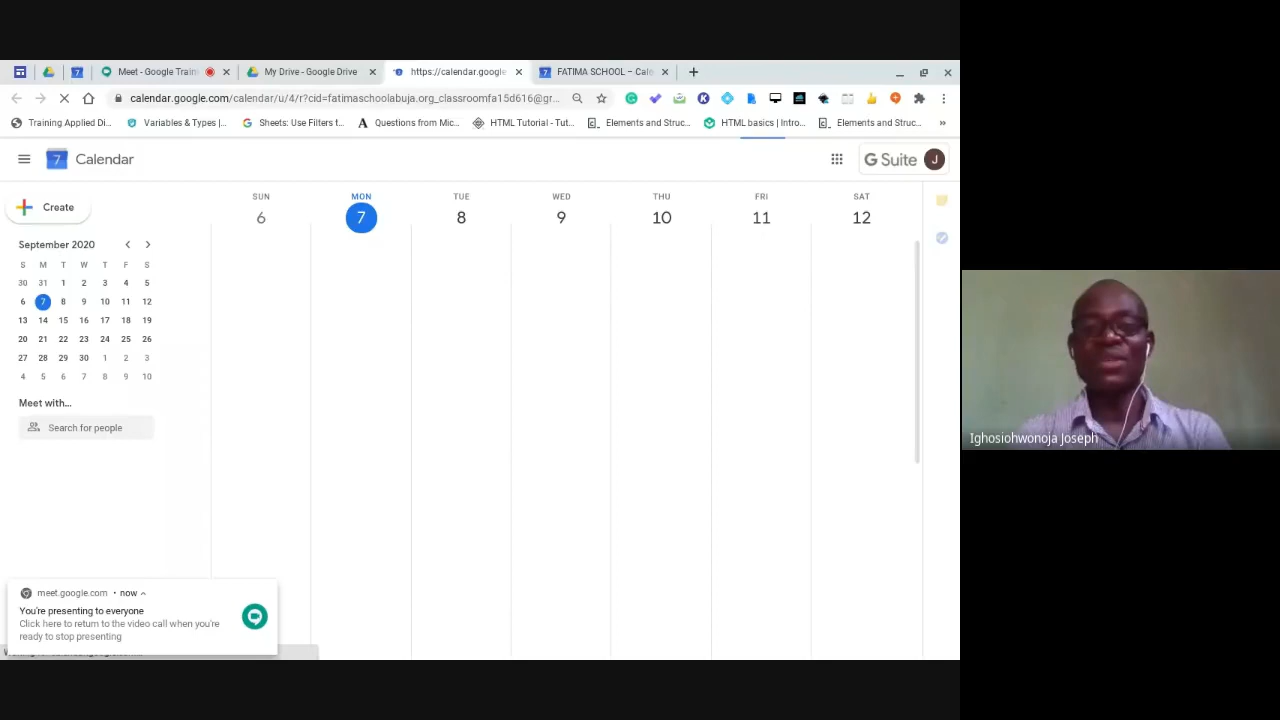 Meet - Google Traini
My Drive - Google Drive
https://calendar.google
FATIMA SCHOOL – Cale
calendar.google.com/calendar/u/4/r?cid=fatimaschoolabuja.org_classroomfa15d616@gr...
Training Applied Di...
Variables & Types |...
Sheets: Use Filters t...
Questions from Mic...
HTML Tutorial - Tut...
Elements and Struc...
HTML basics | Intro...
Elements and Struc...
»
7 Calendar
G Suite J
Create
SUN MON TUE WED THU FRI SAT
6 7 8 9 10 11 12
September 2020
S M T W T F S
30 31 1 2 3 4 5
6 7 8 9 10 11 12
13 14 15 16 17 18 19
20 21 22 23 24 25 26
27 28 29 30 1 2 3
4 5 6 7 8 9 10
Meet with...
Search for people
meet.google.com • now
You're presenting to everyone
Click here to return to the video call when you're
ready to stop presenting
Ighosiohwonoja Joseph